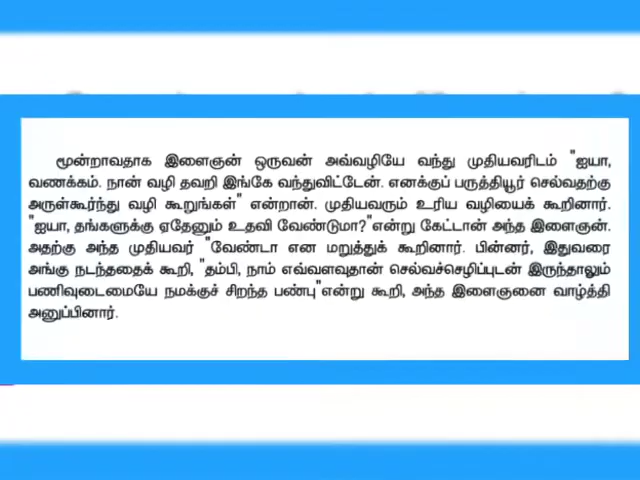 மூன்றாவதாக இளைஞன் ஒருவன் அவ்வழியே வந்து முதியவரிடம் "ஐயா,
வணக்கம். நான் வழி தவறி இங்கே வந்துவிட்டேன். எனக்குப் பருத்தியூர் செல்வதற்கு
அருள்கூர்ந்து வழி கூறுங்கள்" என்றான். முதியவரும் உரிய வழியைக் கூறினார்.
"ஐயா, தங்களுக்கு ஏதேனும் உதவி வேண்டுமா?"என்று கேட்டான் அந்த இளைஞன்.
அதற்கு அந்த முதியவர் "வேண்டா என மறுத்துக் கூறினார். பின்னர், இதுவரை
அங்கு நடந்ததைக் கூறி, "தம்பி, நாம் எவ்வளவுதான் செல்வச்செழிப்புடன் இருந்தாலும்
பணிவுடைமையே நமக்குச் சிறந்த பண்பு"என்று கூறி, அந்த இளைஞனை வாழ்த்தி
அனுப்பினார்.